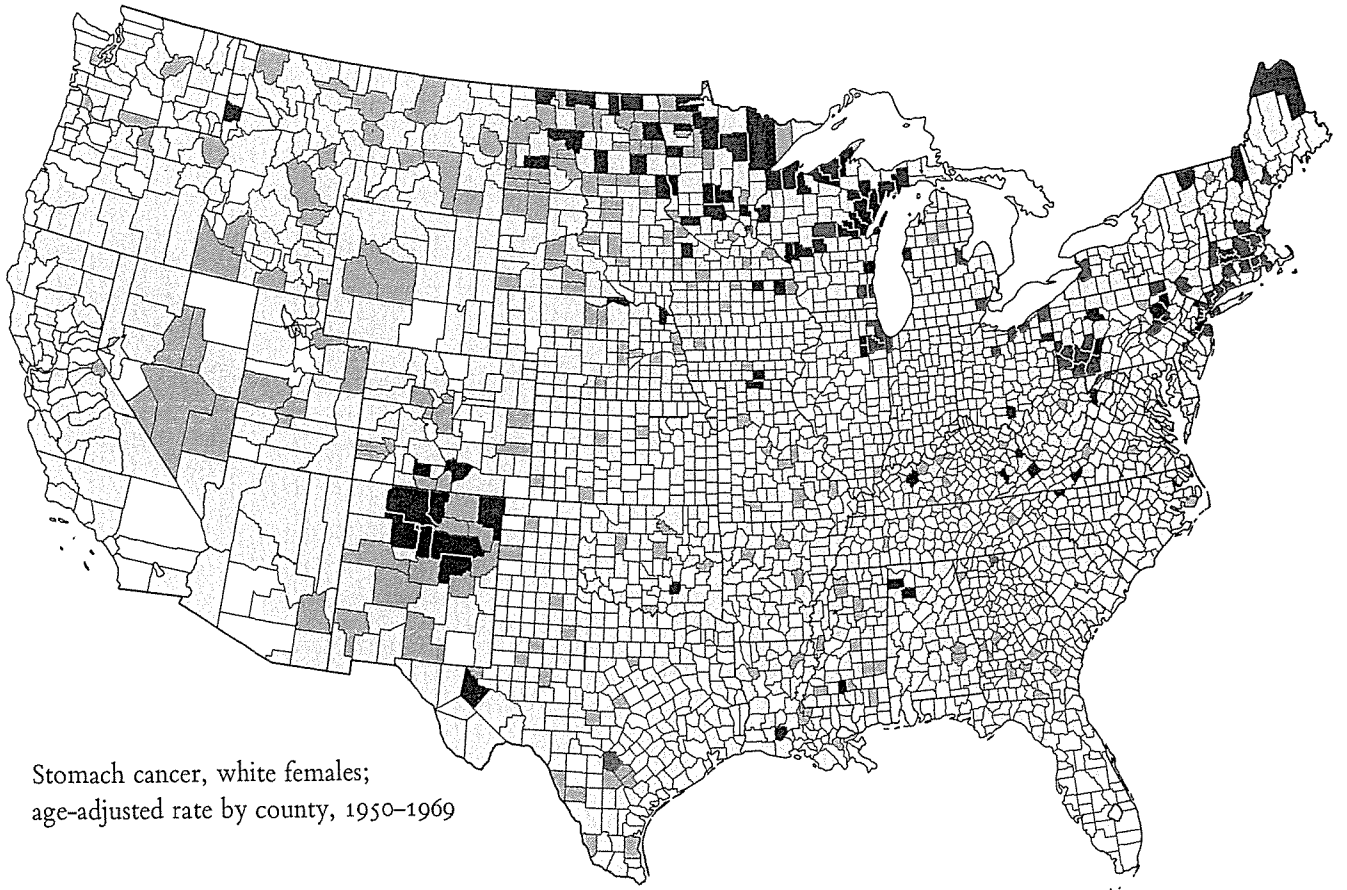 Stomach cancer, white females;
age-adjusted rate by county, 1950–1969